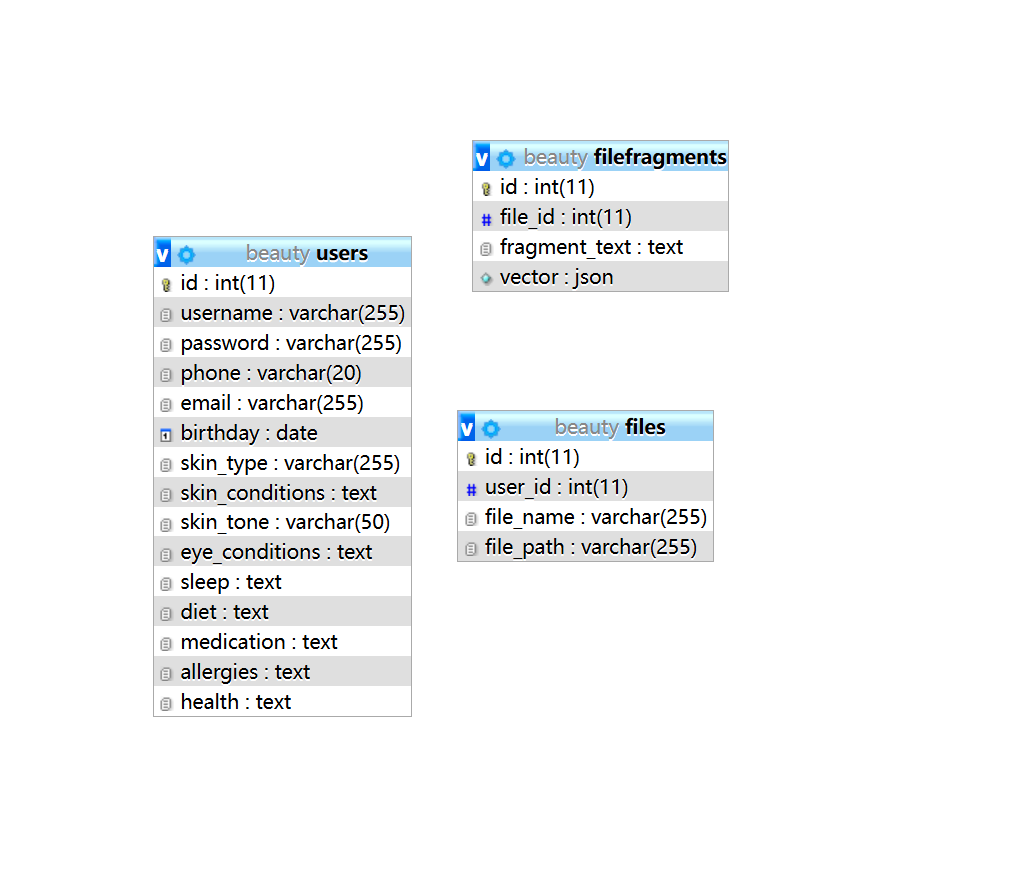 v beauty filefragments
id : int(11)
file_id : int(11)
fragment_text : text
vector : json
v beauty users
id : int(11)
username : varchar(255)
password : varchar(255)
phone : varchar(20)
email : varchar(255)
birthday : date
skin_type : varchar(255)
skin_conditions : text
skin_tone : varchar(50)
eye_conditions : text
sleep : text
diet : text
medication : text
allergies : text
health : text
v beauty files
id : int(11)
user_id : int(11)
file_name : varchar(255)
file_path : varchar(255)